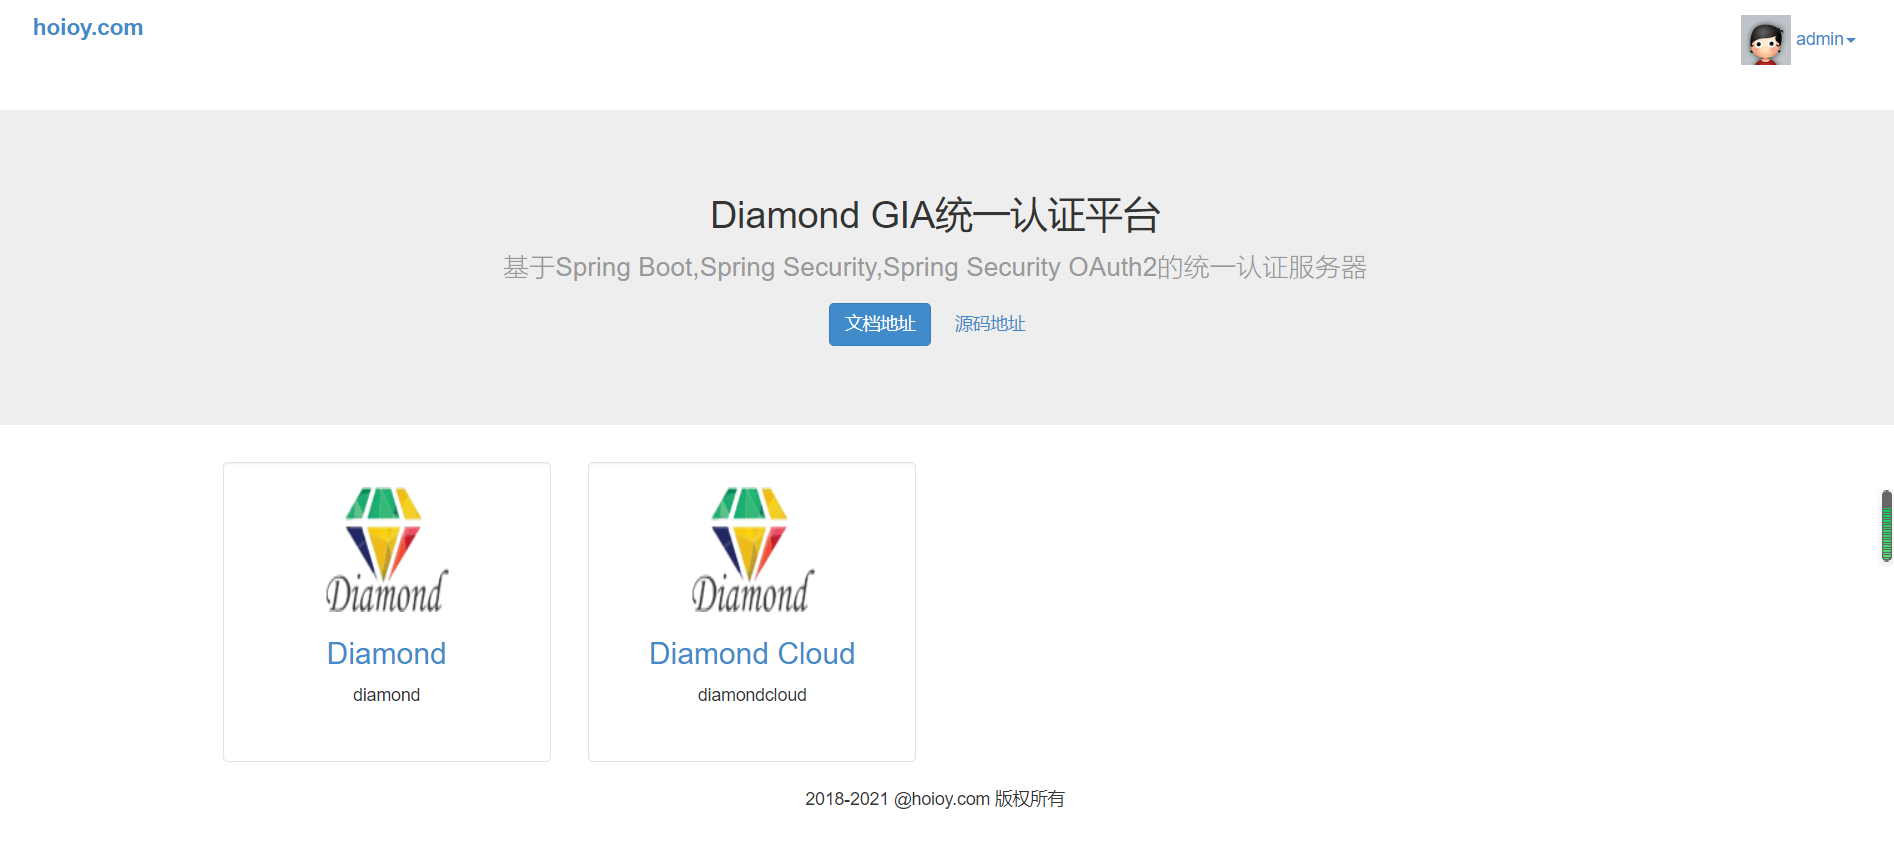 hoioy.com
admin
Diamond GIA统一认证平台
基于Spring Boot,Spring Security,Spring Security OAuth2的统一认证服务器
文档地址 源码地址
Diamond Diamond
Diamond Diamond Cloud
diamond diamondcloud
2018-2021 @hoioy.com 版权所有